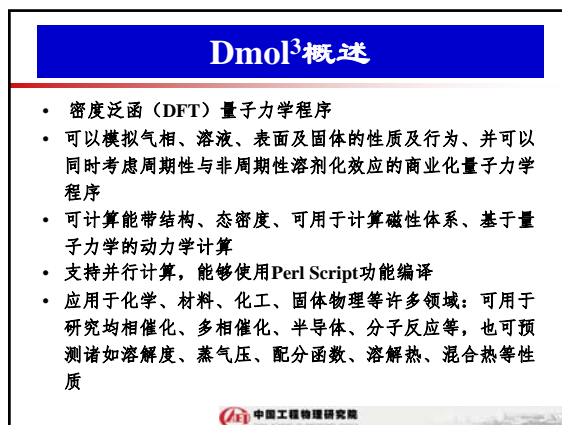 Dmol³概述
• 密度泛函（DFT）量子力学程序
• 可以模拟气相、溶液、表面及固体的性质及行为、并可以
同时考虑周期性与非周期性溶剂化效应的商业化量子力学
程序
• 可计算能带结构、态密度、可用于计算磁性体系、基于量
子力学的动力学计算
• 支持并行计算，能够使用Perl Script功能编译
• 应用于化学、材料、化工、固体物理等许多领域：可用于
研究均相催化、多相催化、半导体、分子反应等，也可预
测诸如溶解度、蒸气压、配分函数、溶解热、混合热等性
质
中国工程物理研究院